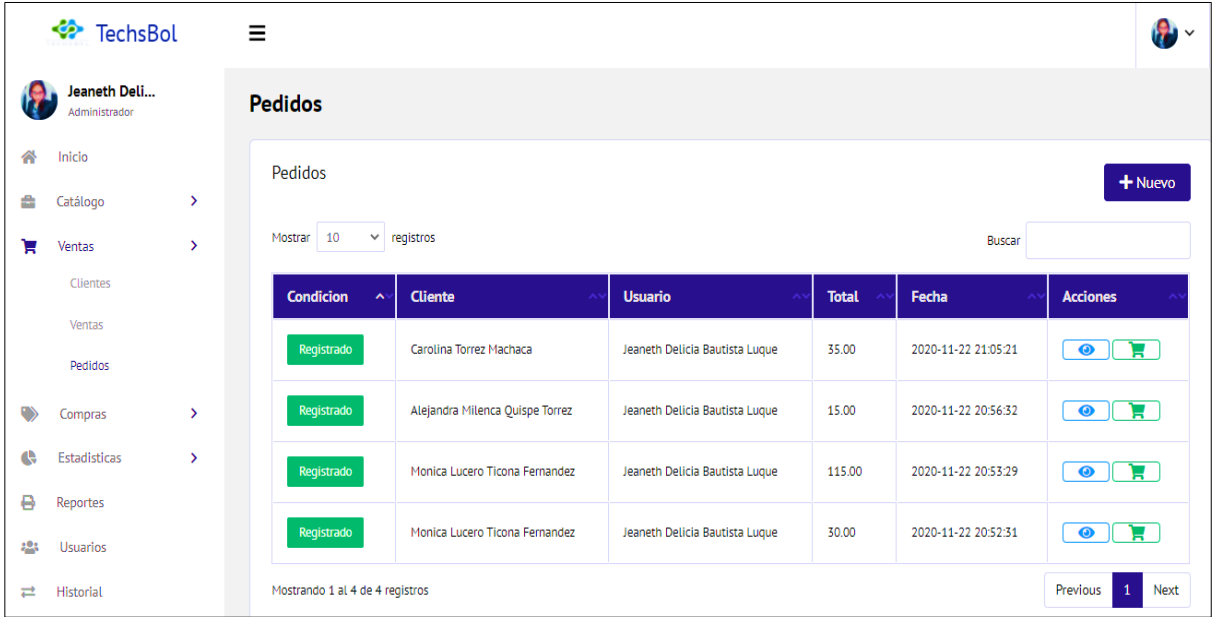 TechsBol
Jeaneth Deli...
Administrador
Inicio
Catálogo
Ventas
Clientes
Ventas
Pedidos
Compras
Estadisticas
Reportes
Usuarios
Historial
Pedidos
Pedidos
Nuevo
Mostrar 10 registros
Buscar
Condicion Cliente Usuario Total Fecha Acciones
Registrado Carolina Torrez Machaca Jeaneth Delicia Bautista Luque 35.00 2020-11-22 21:05:21
Registrado Alejandra Milenca Quispe Torrez Jeaneth Delicia Bautista Luque 15.00 2020-11-22 20:56:32
Registrado Monica Lucero Ticona Fernandez Jeaneth Delicia Bautista Luque 115.00 2020-11-22 20:53:29
Registrado Monica Lucero Ticona Fernandez Jeaneth Delicia Bautista Luque 30.00 2020-11-22 20:52:31
Mostrando 1 al 4 de 4 registros
Previous 1 Next